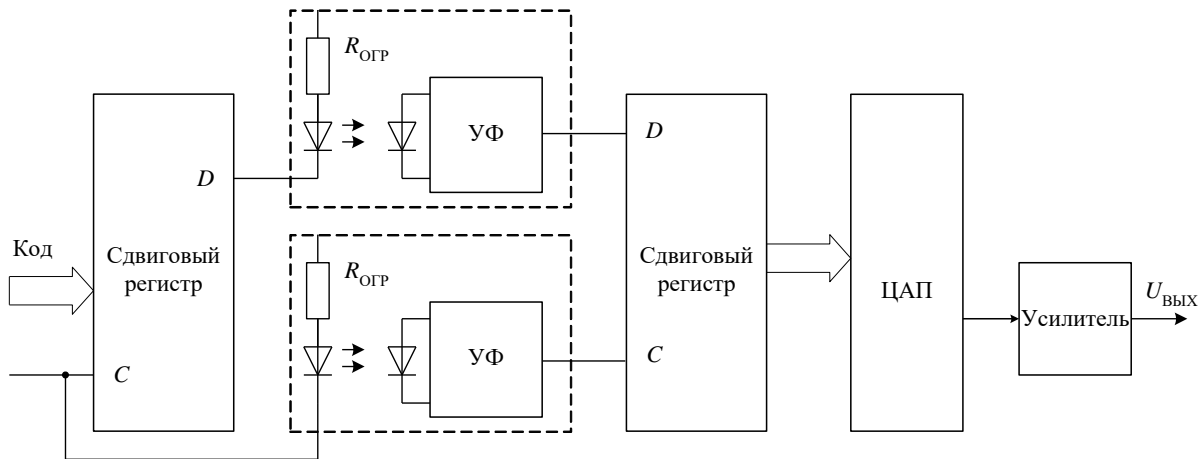 R_ОГР
D
УФ
D
Код
Сдвиговый
регистр
C
R_ОГР
УФ
Сдвиговый
регистр
C
ЦАП
Усилитель
U_ВЫХ